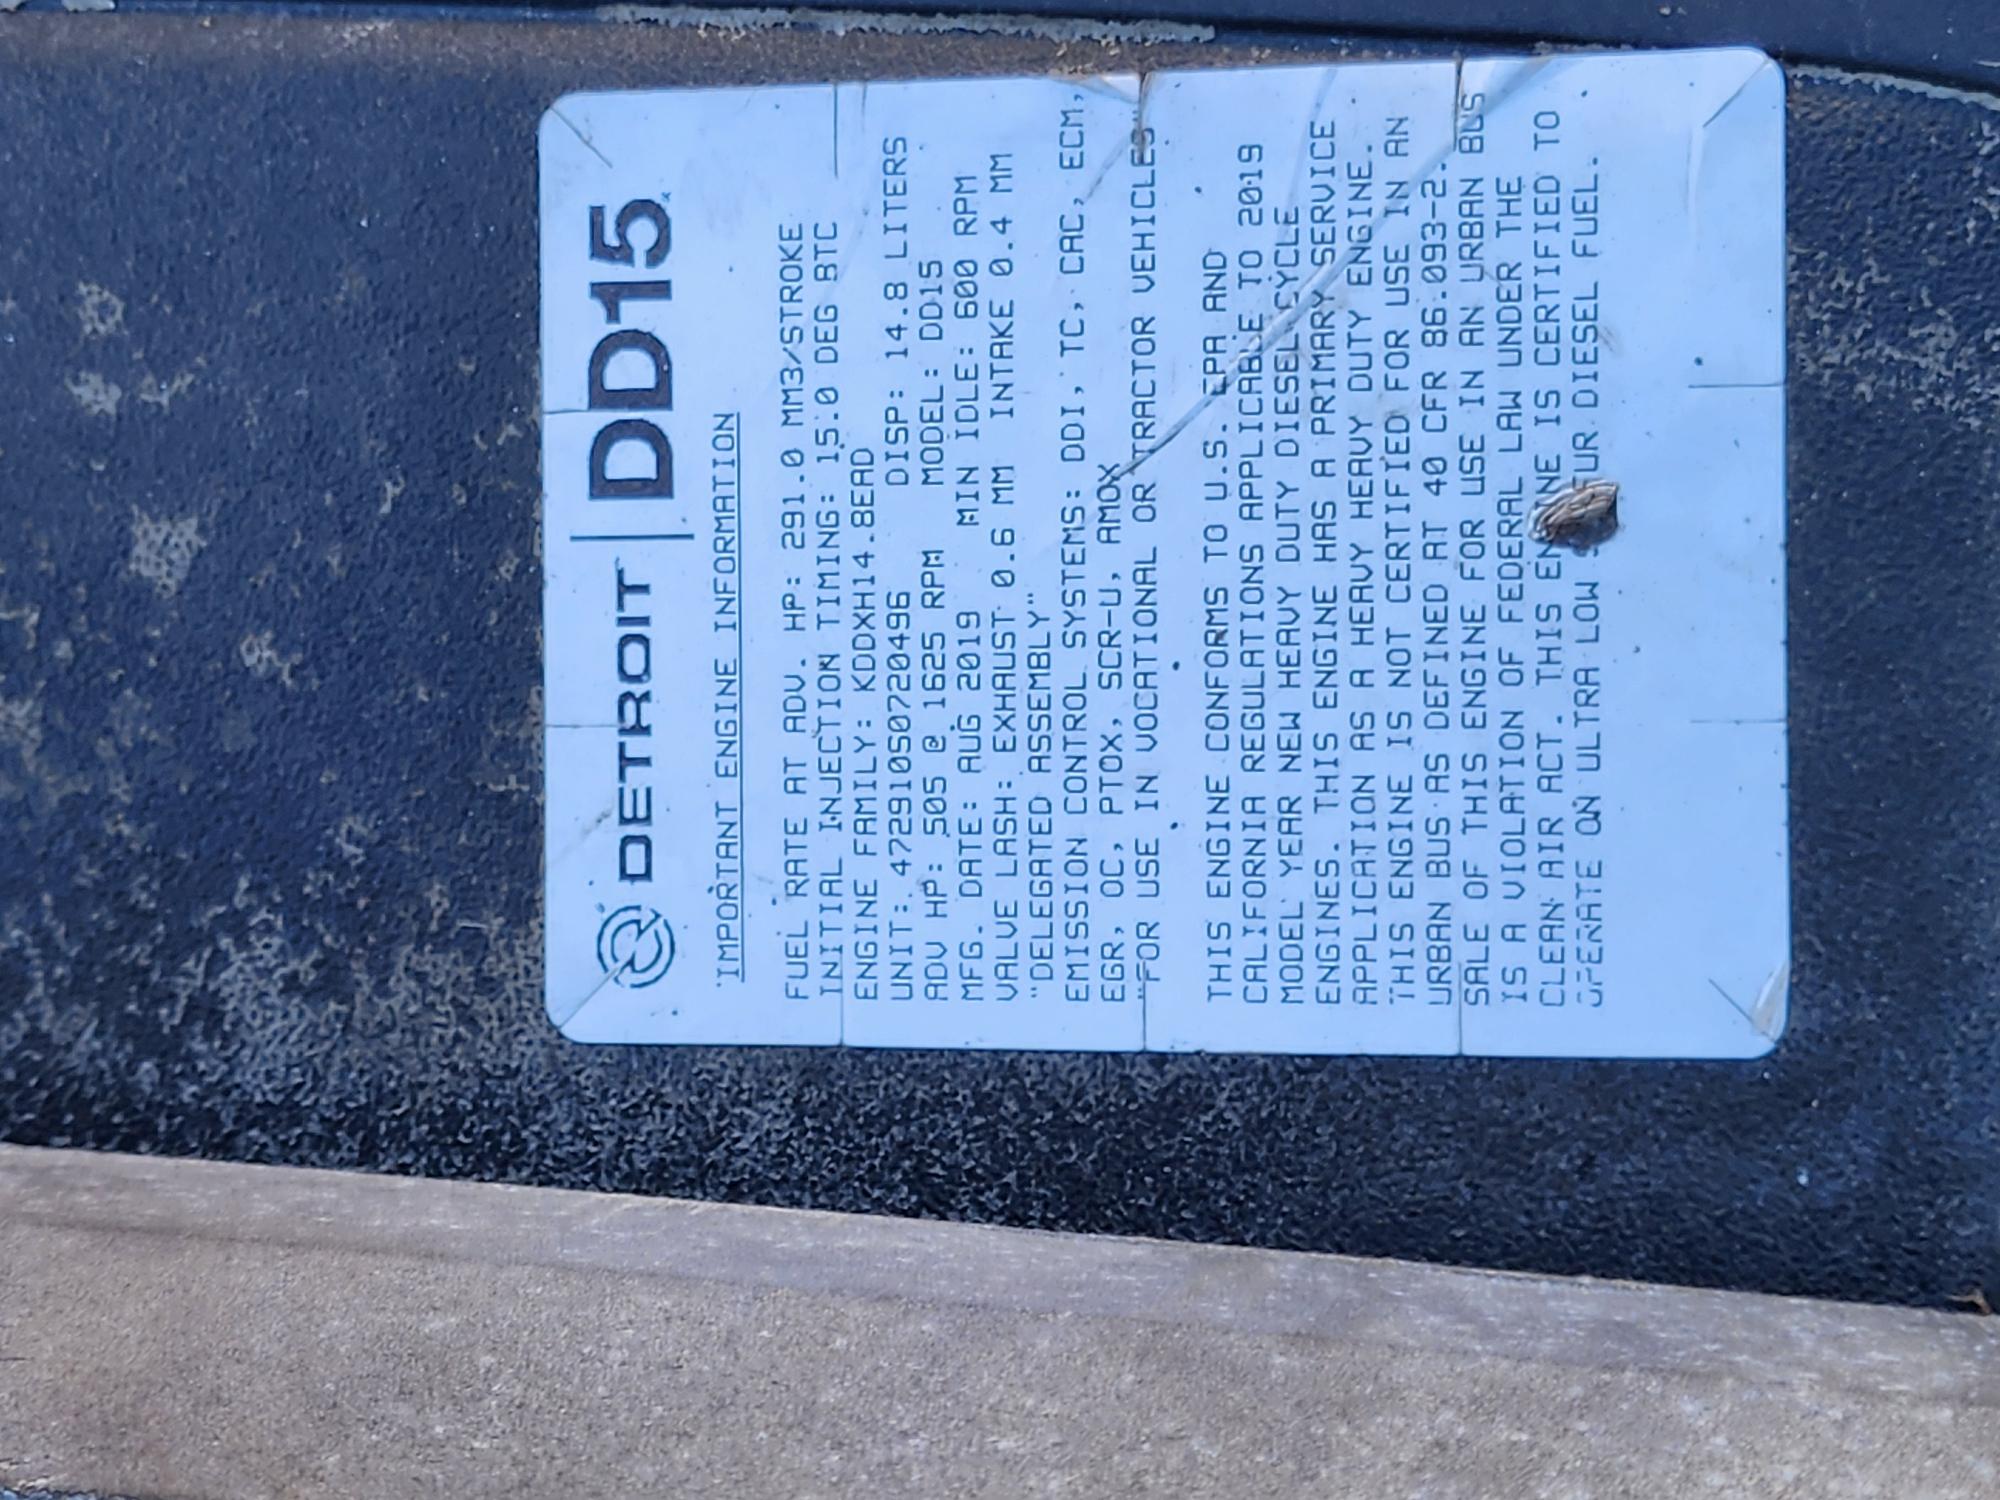 DETROIT | DD15
IMPORTANT ENGINE INFORMATION
FUEL RATE AT ADV. HP: 291.0 MM3/STROKE
INITIAL INJECTION TIMING: 15.0 DEG BTC
ENGINE FAMILY: KDDXH14.8EAD
UNIT: 472910S0720496 DISP: 14.8 LITERS
ADV HP: 505 @ 1625 RPM MODEL: DD15
MFG. DATE: AUG 2019 MIN IDLE: 600 RPM
VALVE LASH: EXHAUST 0.6 MM INTAKE 0.4 MM
"DELEGATED ASSEMBLY"
EMISSION CONTROL SYSTEMS: DDI, TC, CAC, ECM,
EGR, OC, PTOX, SCR-U, AMOX
"FOR USE IN VOCATIONAL OR TRACTOR VEHICLES"
THIS ENGINE CONFORMS TO U.S. EPA AND
CALIFORNIA REGULATIONS APPLICABLE TO 2019
MODEL YEAR NEW HEAVY DUTY DIESEL CYCLE
ENGINES. THIS ENGINE HAS A PRIMARY SERVICE
APPLICATION AS A HEAVY HEAVY DUTY ENGINE.
THIS ENGINE IS NOT CERTIFIED FOR USE IN AN
URBAN BUS AS DEFINED AT 40 CFR 86.093-2.
SALE OF THIS ENGINE FOR USE IN AN URBAN BUS
IS A VIOLATION OF FEDERAL LAW UNDER THE
CLEAN AIR ACT. THIS ENGINE IS CERTIFIED TO
OPERATE ON ULTRA LOW SULFUR DIESEL FUEL.